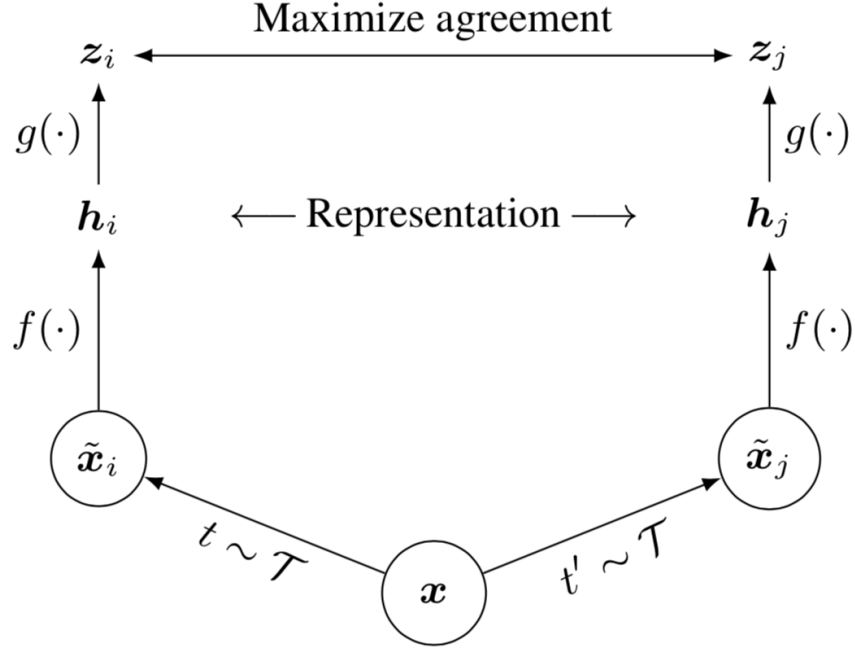 Maximize agreement
z_i z_j
g(·) g(·)
h_i ← Representation → h_j
f(·) f(·)
x̃_i x̃_j
t ~ 𝒯 t′ ~ 𝒯
x